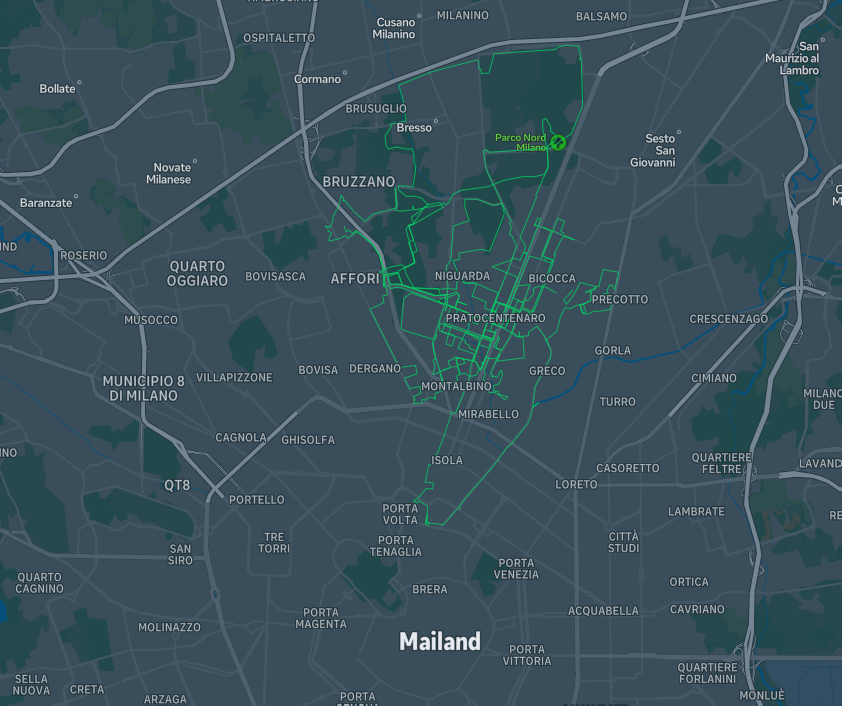 MILANINO
BALSAMO
Cusano
Milanino
OSPITALETTO
San
Maurizio al
Lambro
Cormano
Bollate
BRUSUGLIO
Bresso
Parco Nord
Milano
Sesto
San
Giovanni
Novate
Milanese
BRUZZANO
Baranzate
ROSERIO
QUARTO
OGGIARO
BOVISASCA
AFFORI
NIGUARDA
BICOCCA
PRECOTTO
MUSOCCO
PRATOCENTENARO
CRESCENZAGO
GORLA
BOVISA
DERGANO
GRECO
VILLAPIZZONE
MUNICIPIO 8
DI MILANO
MONTALBINO
CIMIANO
TURRO
MIRABELLO
MILANO
DUE
CAGNOLA
GHISOLFA
ISOLA
CASORETTO
QUARTIERE
FELTRE
LORETO
QT8
PORTELLO
PORTA
VOLTA
LAMBRATE
TRE
TORRI
PORTA
TENAGLIA
CITTÀ
STUDI
SAN
SIRO
PORTA
VENEZIA
QUARTO
CAGNINO
BRERA
ORTICA
PORTA
MAGENTA
ACQUABELLA
CAVRIANO
MOLINAZZO
Mailand
PORTA
VITTORIA
QUARTIERE
FORLANINI
SELLA
NUOVA
CRETA
ARZAGA
PORTA
MONLUÈ